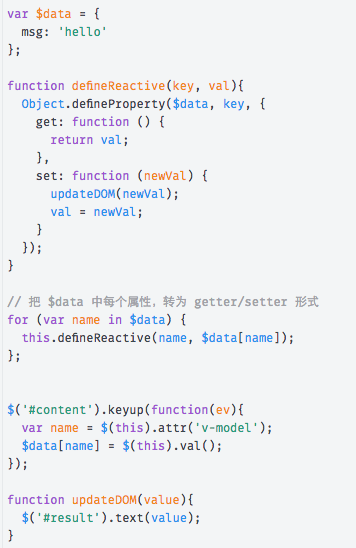 var $data = {
  msg: 'hello'
};
function defineReactive(key, val){
  Object.defineProperty($data, key, {
    get: function () {
      return val;
    },
    set: function (newVal) {
      updateDOM(newVal);
      val = newVal;
    }
  });
}
// 把 $data 中每个属性，转为 getter/setter 形式
for (var name in $data) {
  this.defineReactive(name, $data[name]);
};
$('#content').keyup(function(ev){
  var name = $(this).attr('v-model');
  $data[name] = $(this).val();
});
function updateDOM(value){
  $('#result').text(value);
}